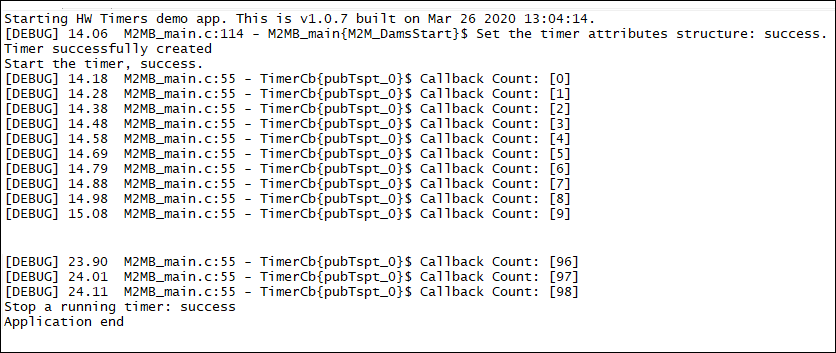 Starting HW Timers demo app. This is v1.0.7 built on Mar 26 2020 13:04:14.
[DEBUG] 14.06  M2MB_main.c:114 - M2MB_main{M2M_DamsStart}$ Set the timer attributes structure: success.
Timer successfully created
Start the timer, success.
[DEBUG] 14.18  M2MB_main.c:55 - TimerCb{pubTspt_0}$ Callback Count: [0]
[DEBUG] 14.28  M2MB_main.c:55 - TimerCb{pubTspt_0}$ Callback Count: [1]
[DEBUG] 14.38  M2MB_main.c:55 - TimerCb{pubTspt_0}$ Callback Count: [2]
[DEBUG] 14.48  M2MB_main.c:55 - TimerCb{pubTspt_0}$ Callback Count: [3]
[DEBUG] 14.58  M2MB_main.c:55 - TimerCb{pubTspt_0}$ Callback Count: [4]
[DEBUG] 14.69  M2MB_main.c:55 - TimerCb{pubTspt_0}$ Callback Count: [5]
[DEBUG] 14.79  M2MB_main.c:55 - TimerCb{pubTspt_0}$ Callback Count: [6]
[DEBUG] 14.88  M2MB_main.c:55 - TimerCb{pubTspt_0}$ Callback Count: [7]
[DEBUG] 14.98  M2MB_main.c:55 - TimerCb{pubTspt_0}$ Callback Count: [8]
[DEBUG] 15.08  M2MB_main.c:55 - TimerCb{pubTspt_0}$ Callback Count: [9]
[DEBUG] 23.90  M2MB_main.c:55 - TimerCb{pubTspt_0}$ Callback Count: [96]
[DEBUG] 24.01  M2MB_main.c:55 - TimerCb{pubTspt_0}$ Callback Count: [97]
[DEBUG] 24.11  M2MB_main.c:55 - TimerCb{pubTspt_0}$ Callback Count: [98]
Stop a running timer: success
Application end